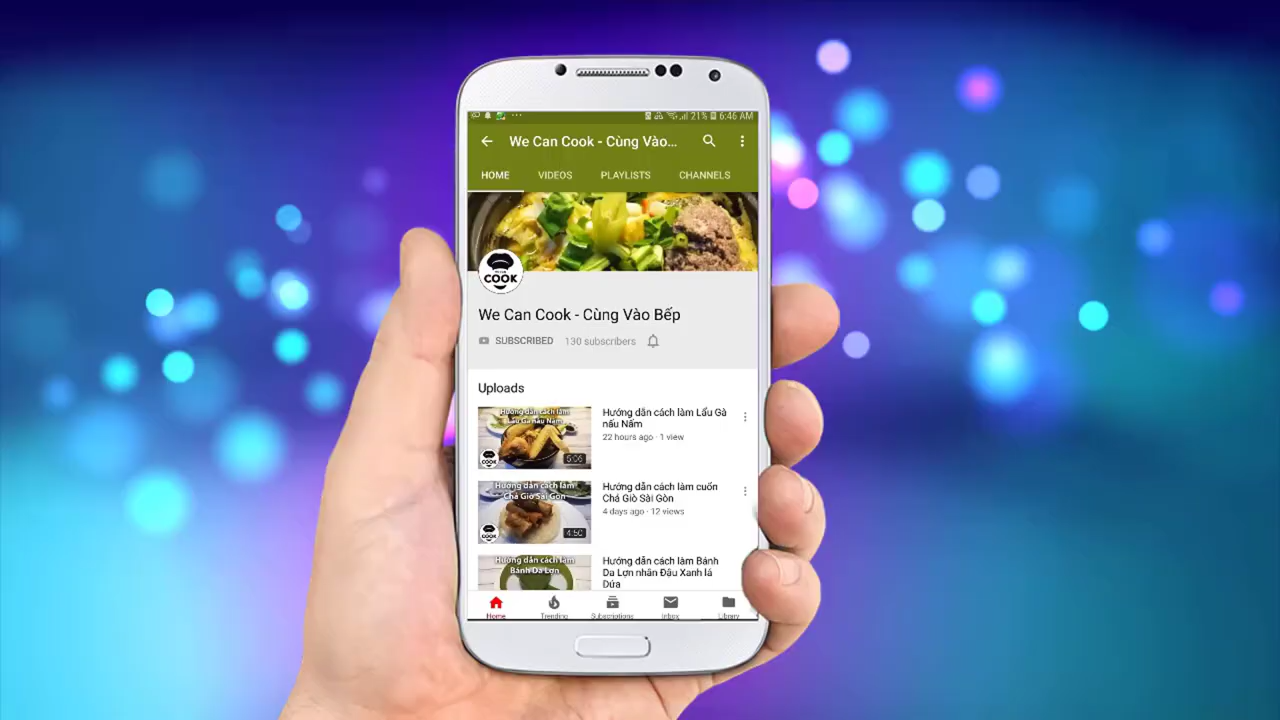 21% 6:46 AM
We Can Cook - Cùng Vào...
HOME VIDEOS PLAYLISTS CHANNELS
COOK
We Can Cook - Cùng Vào Bếp
SUBSCRIBED 130 subscribers
Uploads
Hướng dẫn cách làm
Lẩu Gà nấu Nấm
COOK
5:06
Hướng dẫn cách làm Lẩu Gà
nấu Nấm
22 hours ago · 1 view
Hướng dẫn cách làm
Chả Giò Sài Gòn
COOK
4:50
Hướng dẫn cách làm cuốn
Chả Giò Sài Gòn
4 days ago · 12 views
Hướng dẫn cách làm
Bánh Da Lợn
Hướng dẫn cách làm Bánh
Da Lợn nhân Đậu Xanh lá
Dứa
Home Trending Subscriptions Inbox Library